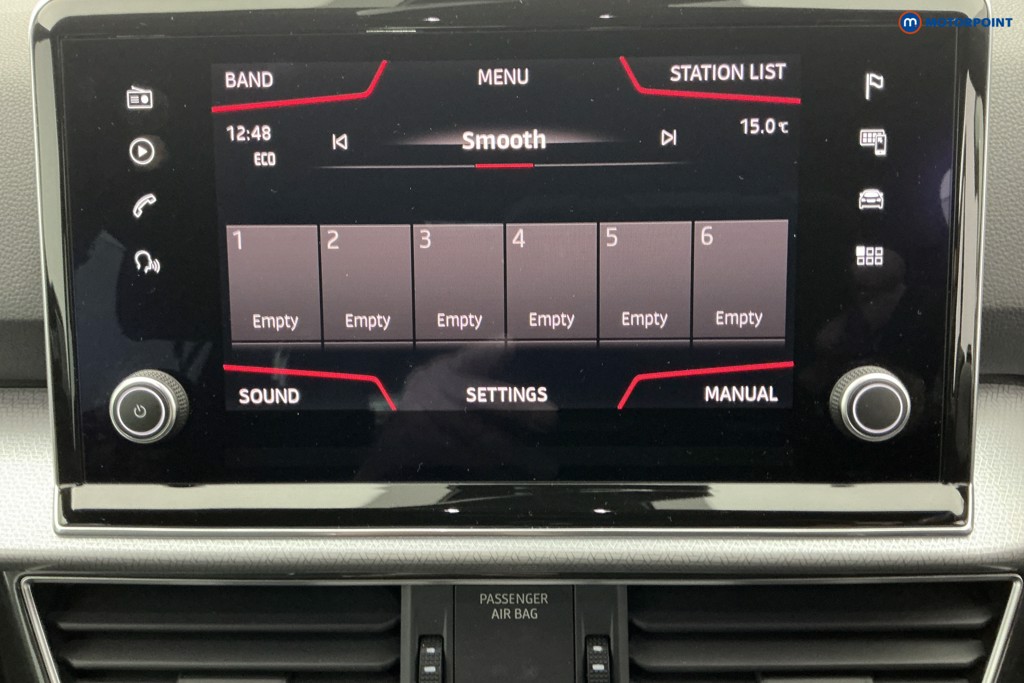 m MOTORPOINT
BAND MENU STATION LIST
12:48 Smooth 15.0°C
ECO
1 2 3 4 5 6
Empty Empty Empty Empty Empty Empty
SOUND SETTINGS MANUAL
PASSENGER
AIR BAG